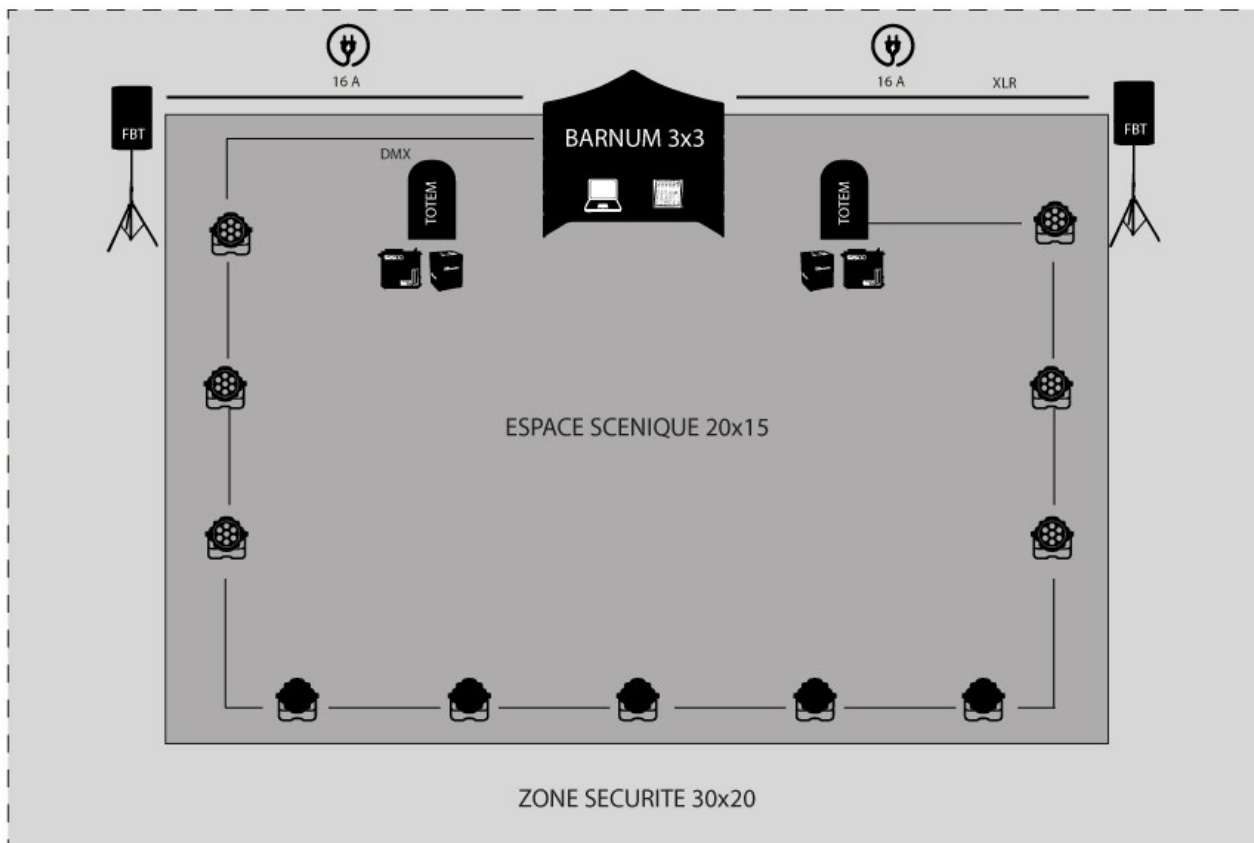 16 A
16 A
XLR
FBT
FBT
BARNUM 3x3
DMX
TOTEM
TOTEM
ESPACE SCENIQUE 20x15
ZONE SECURITE 30x20